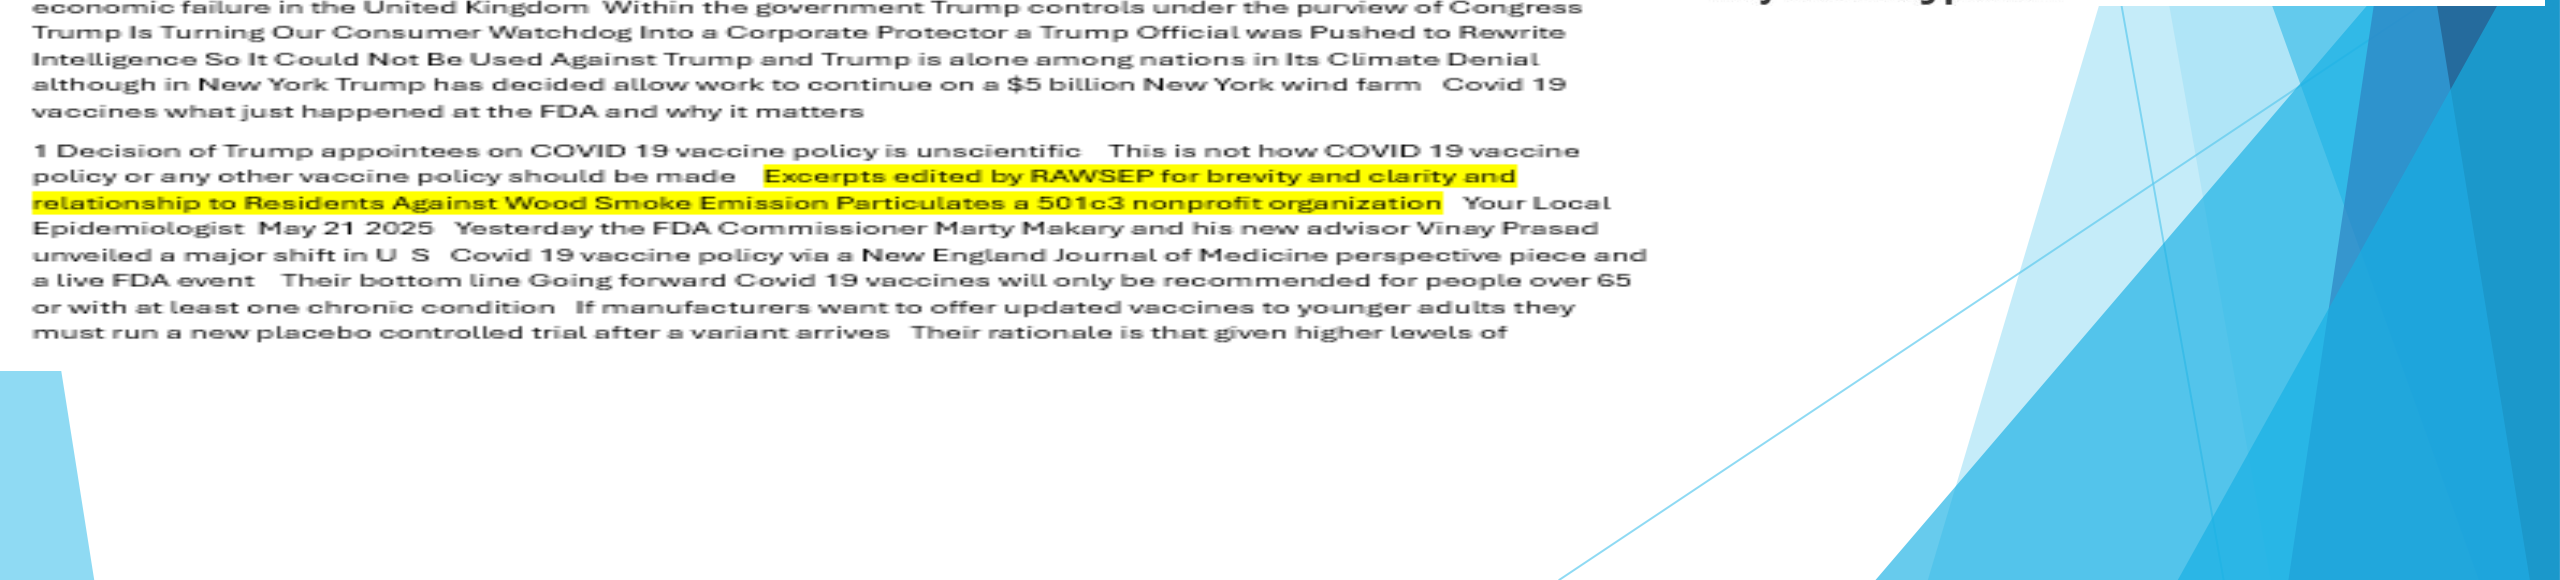 economic failure in the United Kingdom  Within the government Trump controls under the purview of Congress
Trump Is Turning Our Consumer Watchdog Into a Corporate Protector a Trump Official was Pushed to Rewrite
Intelligence So It Could Not Be Used Against Trump and Trump is alone among nations in Its Climate Denial
although in New York Trump has decided allow work to continue on a $5 billion New York wind farm   Covid 19
vaccines what just happened at the FDA and why it matters
1 Decision of Trump appointees on COVID 19 vaccine policy is unscientific   This is not how COVID 19 vaccine
policy or any other vaccine policy should be made   Excerpts edited by RAWSEP for brevity and clarity and
relationship to Residents Against Wood Smoke Emission Particulates a 501c3 nonprofit organization   Your Local
Epidemiologist  May 21 2025   Yesterday the FDA Commissioner Marty Makary and his new advisor Vinay Prasad
unveiled a major shift in U  S   Covid 19 vaccine policy via a New England Journal of Medicine perspective piece and
a live FDA event   Their bottom line Going forward Covid 19 vaccines will only be recommended for people over 65
or with at least one chronic condition   If manufacturers want to offer updated vaccines to younger adults they
must run a new placebo controlled trial after a variant arrives   Their rationale is that given higher levels of